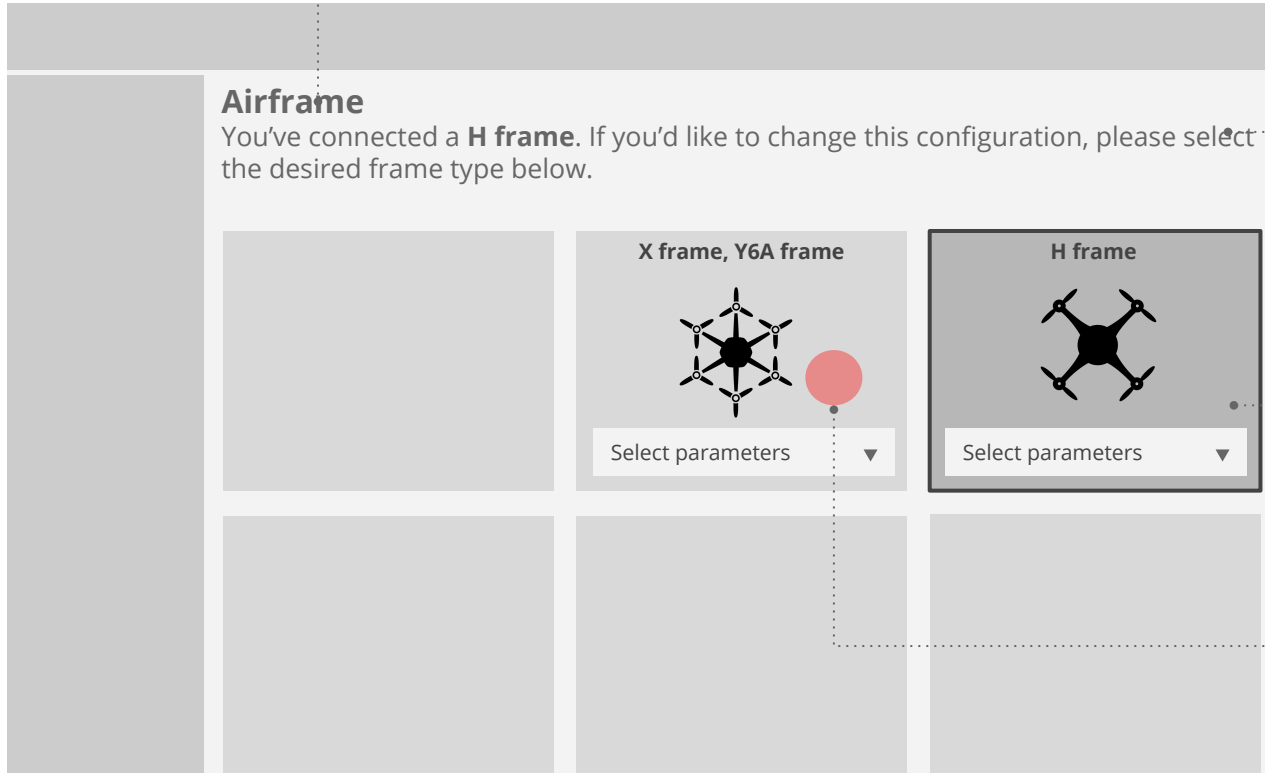 Airframe
You’ve connected a H frame. If you’d like to change this configuration, please select
the desired frame type below.
X frame, Y6A frame
H frame
Select parameters
Select parameters